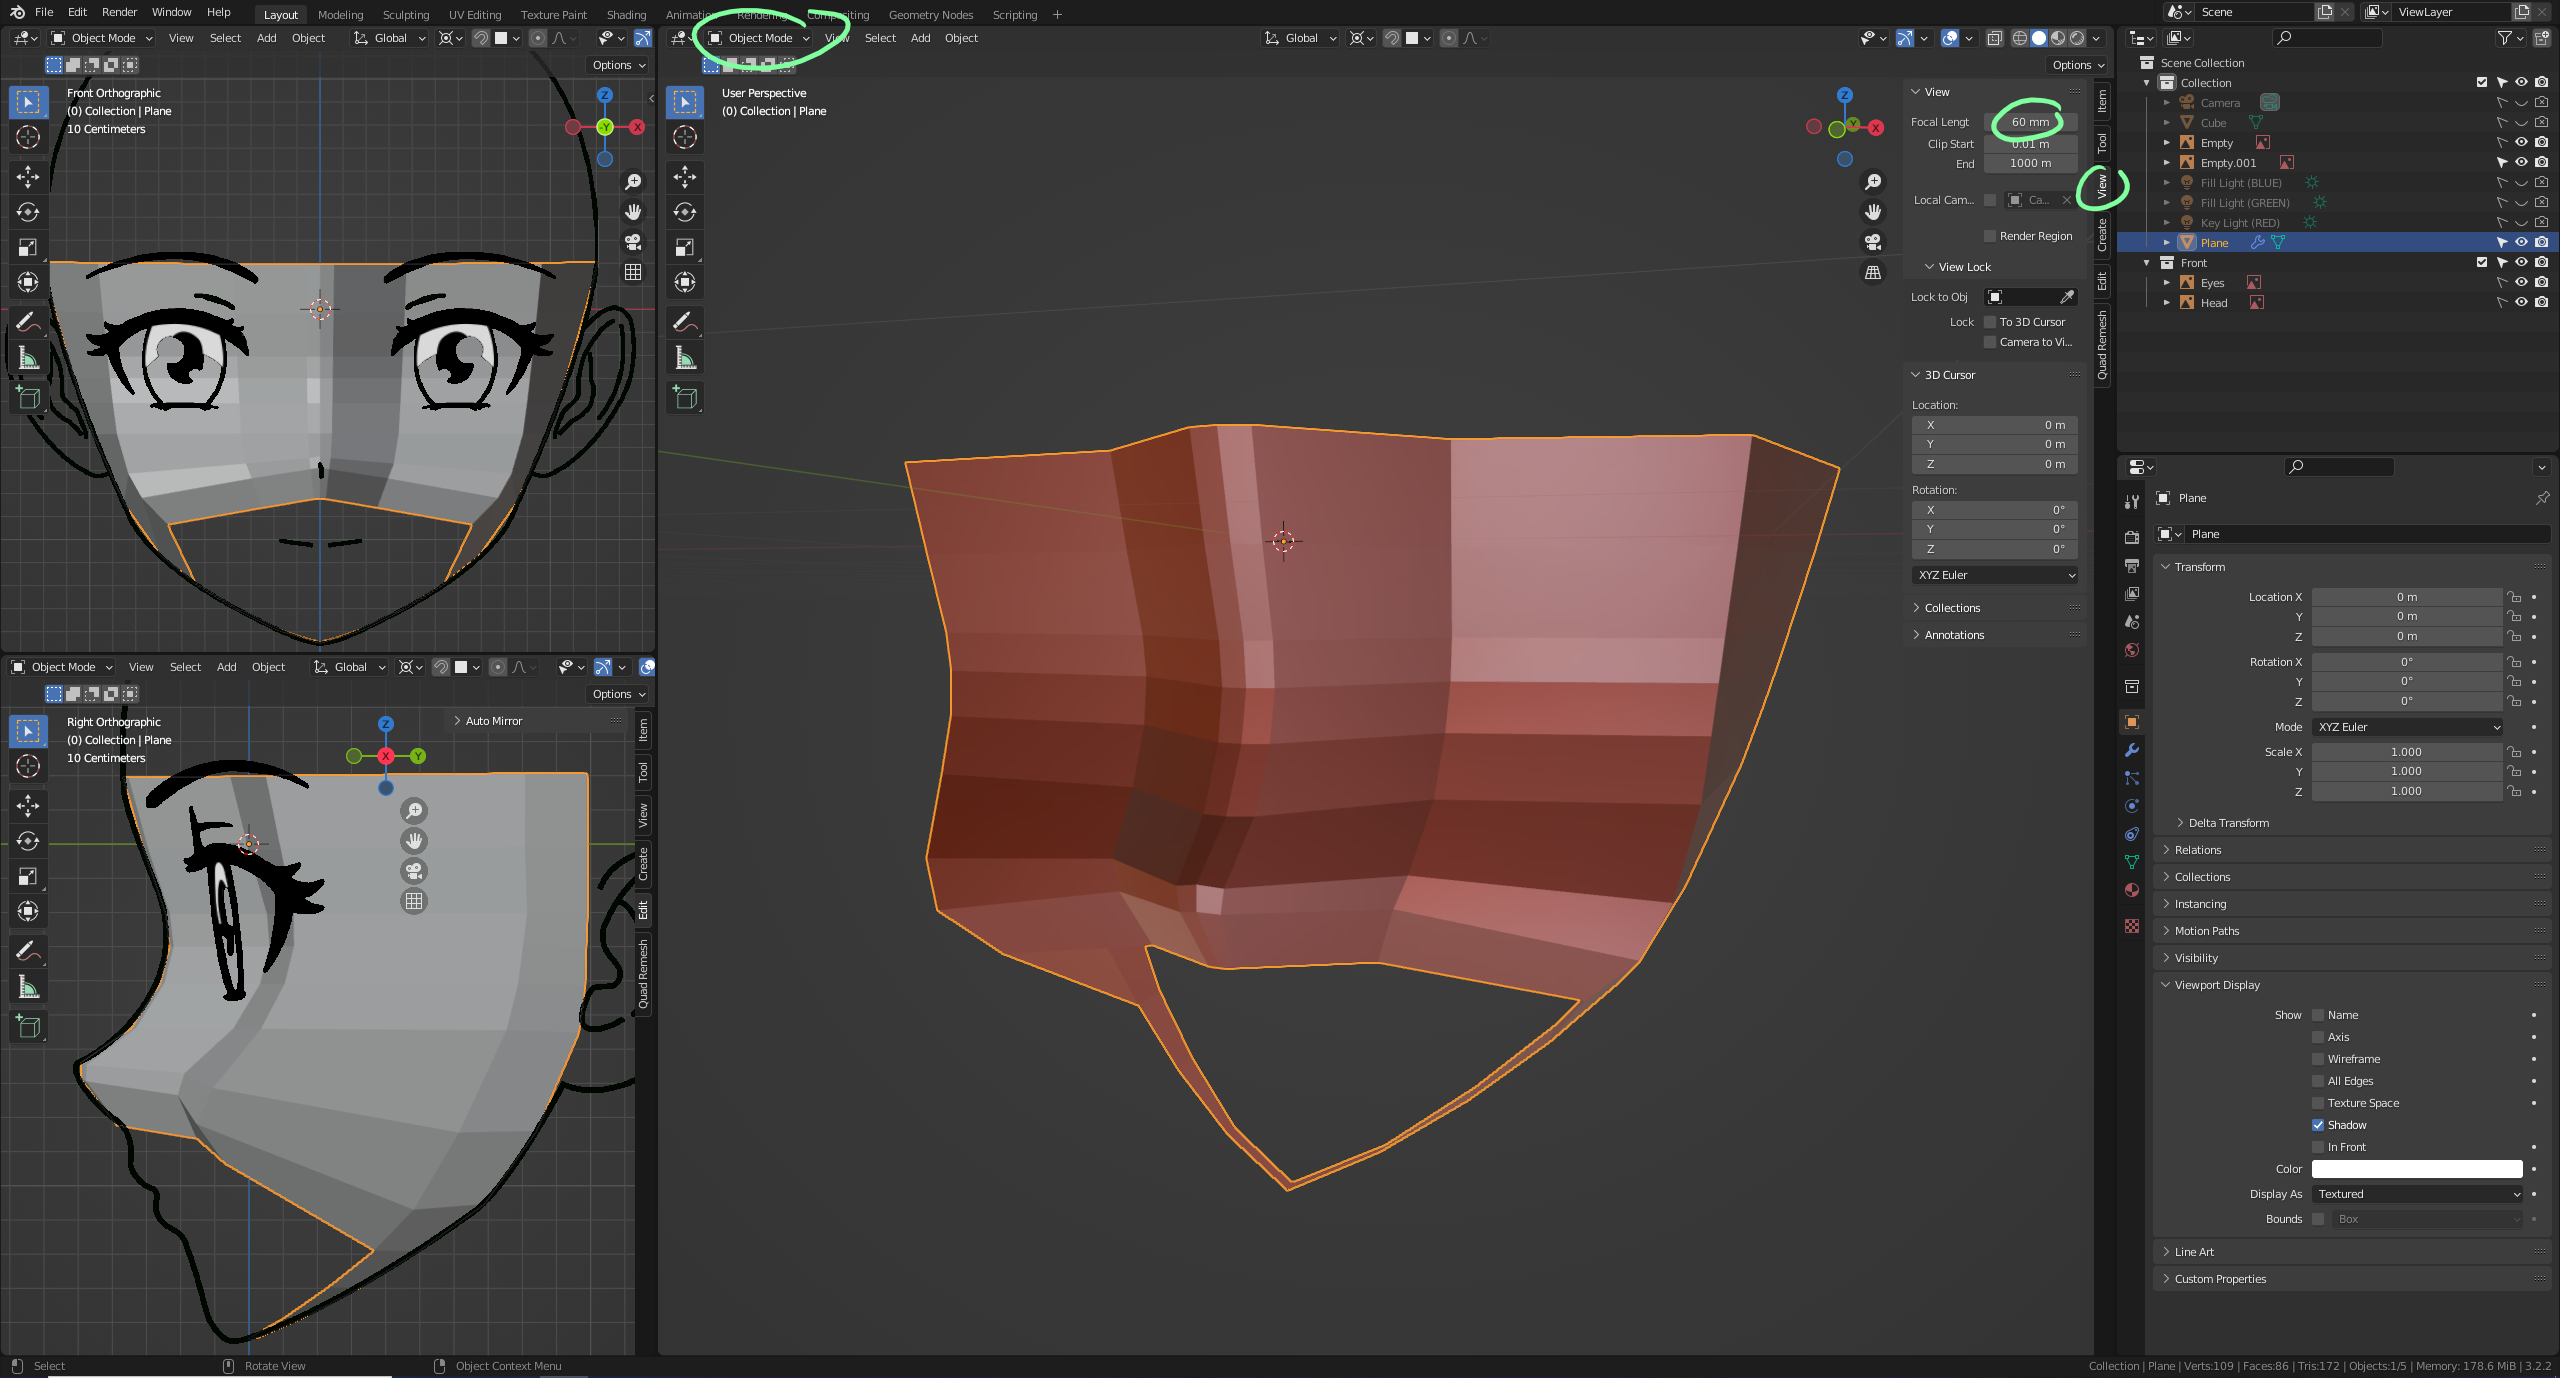 File Edit Render Window Help Layout Modeling Sculpting UV Editing Texture Paint Shading Animation Rendering Compositing Geometry Nodes Scripting + Scene ViewLayer
Object Mode View Select Add Object Global
Options
Front Orthographic
(0) Collection | Plane
10 Centimeters
Z
Y
X
Object Mode View Select Add Object Global
Options
Right Orthographic
(0) Collection | Plane
10 Centimeters
Auto Mirror
Z
X
Y
Item
Tool
View
Create
Edit
Quad Remesh
Object Mode View Select Add Object Global
Options
User Perspective
(0) Collection | Plane
Z
Y
X
View
Focal Lengt 60 mm
Clip Start 0.01 m
End 1000 m
Local Cam... Ca...
Render Region
View Lock
Lock to Obj
Lock To 3D Cursor
Camera to Vi...
3D Cursor
Location:
X 0 m
Y 0 m
Z 0 m
Rotation:
X 0°
Y 0°
Z 0°
XYZ Euler
Collections
Annotations
Item
Tool
View
Create
Edit
Quad Remesh
Scene Collection
Collection
Camera
Cube
Empty
Empty.001
Fill Light (BLUE)
Fill Light (GREEN)
Key Light (RED)
Plane
Front
Eyes
Head
Plane
Plane
Transform
Location X 0 m
Y 0 m
Z 0 m
Rotation X 0°
Y 0°
Z 0°
Mode XYZ Euler
Scale X 1.000
Y 1.000
Z 1.000
Delta Transform
Relations
Collections
Instancing
Motion Paths
Visibility
Viewport Display
Show Name
Axis
Wireframe
All Edges
Texture Space
Shadow
In Front
Color
Display As Textured
Bounds Box
Line Art
Custom Properties
Select Rotate View Object Context Menu Collection | Plane | Verts:109 | Faces:86 | Tris:172 | Objects:1/5 | Memory: 178.6 MiB | 3.2.2